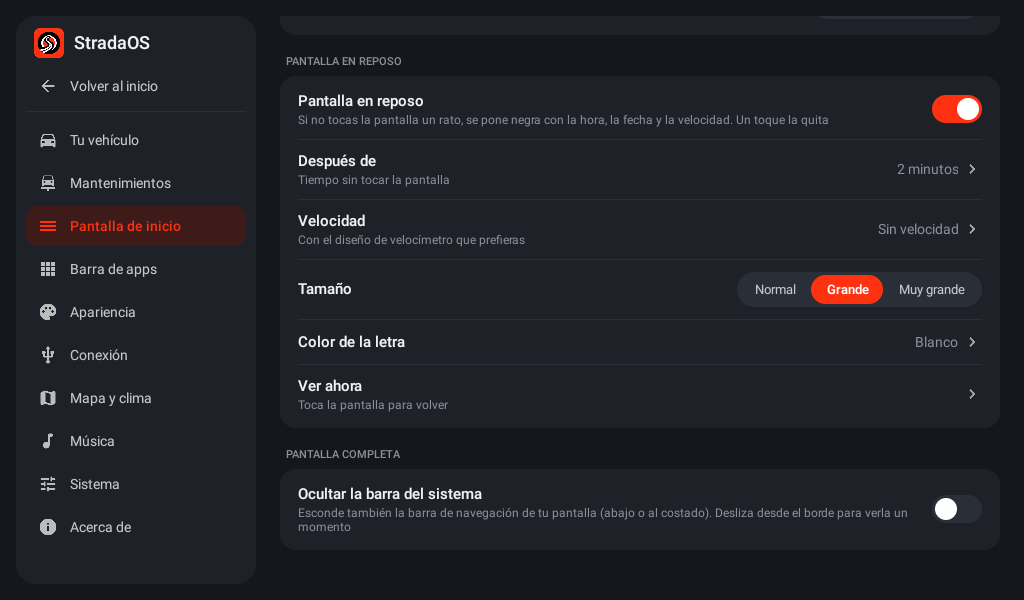 StradaOS
Volver al inicio
Tu vehículo
Mantenimientos
Pantalla de inicio
Barra de apps
Apariencia
Conexión
Mapa y clima
Música
Sistema
Acerca de
PANTALLA EN REPOSO
Pantalla en reposo
Si no tocas la pantalla un rato, se pone negra con la hora, la fecha y la velocidad. Un toque la quita
Después de
Tiempo sin tocar la pantalla
2 minutos
Velocidad
Con el diseño de velocímetro que prefieras
Sin velocidad
Tamaño
Normal Grande Muy grande
Color de la letra
Blanco
Ver ahora
Toca la pantalla para volver
PANTALLA COMPLETA
Ocultar la barra del sistema
Esconde también la barra de navegación de tu pantalla (abajo o al costado). Desliza desde el borde para verla un
momento